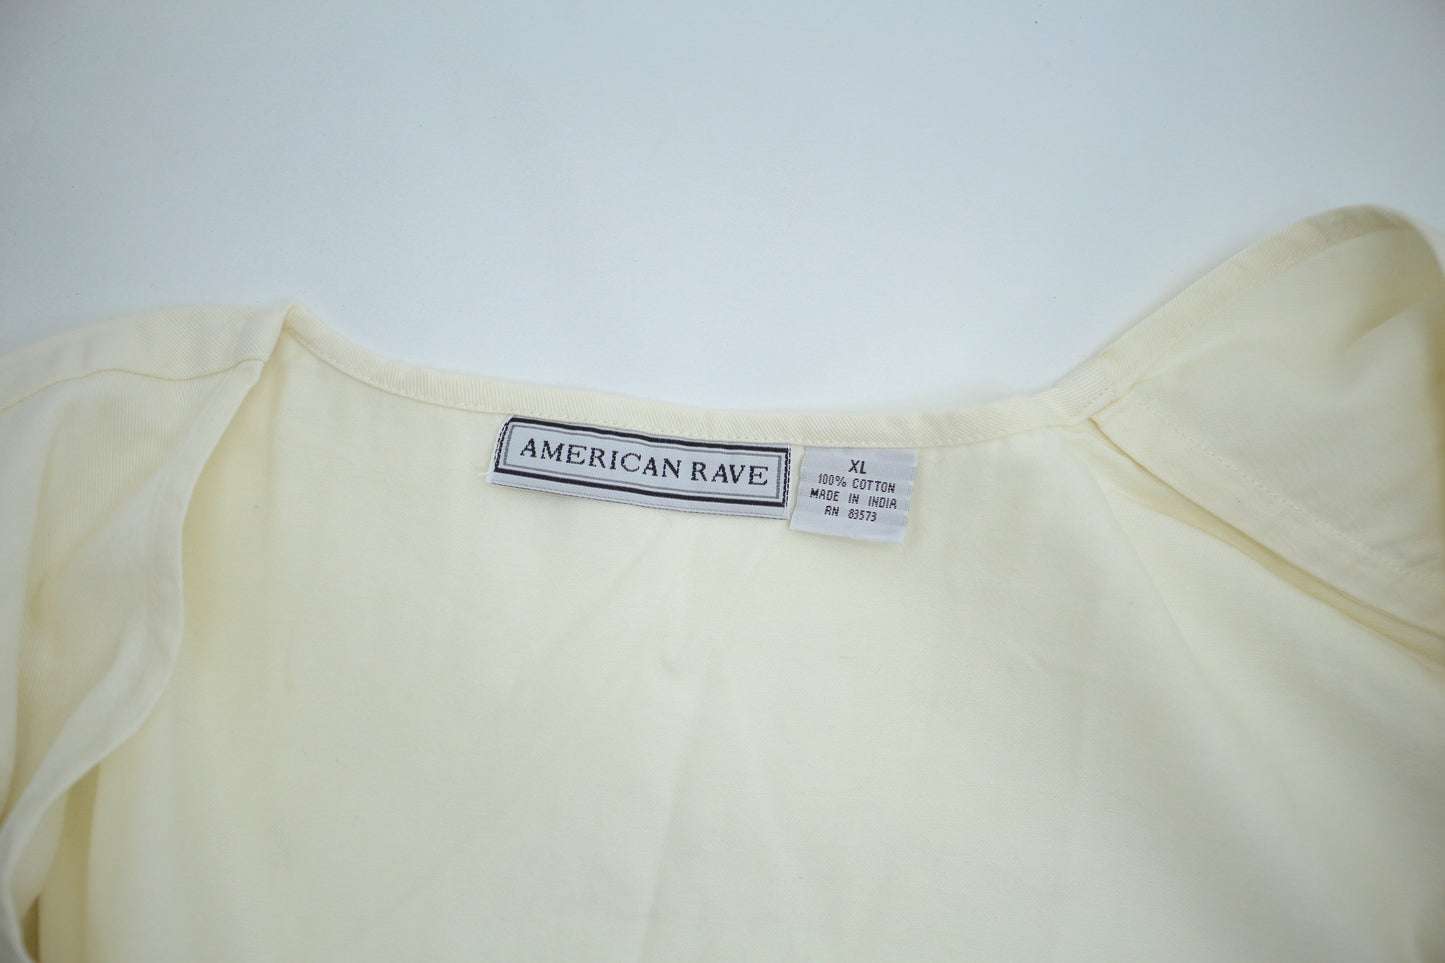 AMERICAN RAVE
XL
100% COTTON
MADE IN INDIA
RN 83573